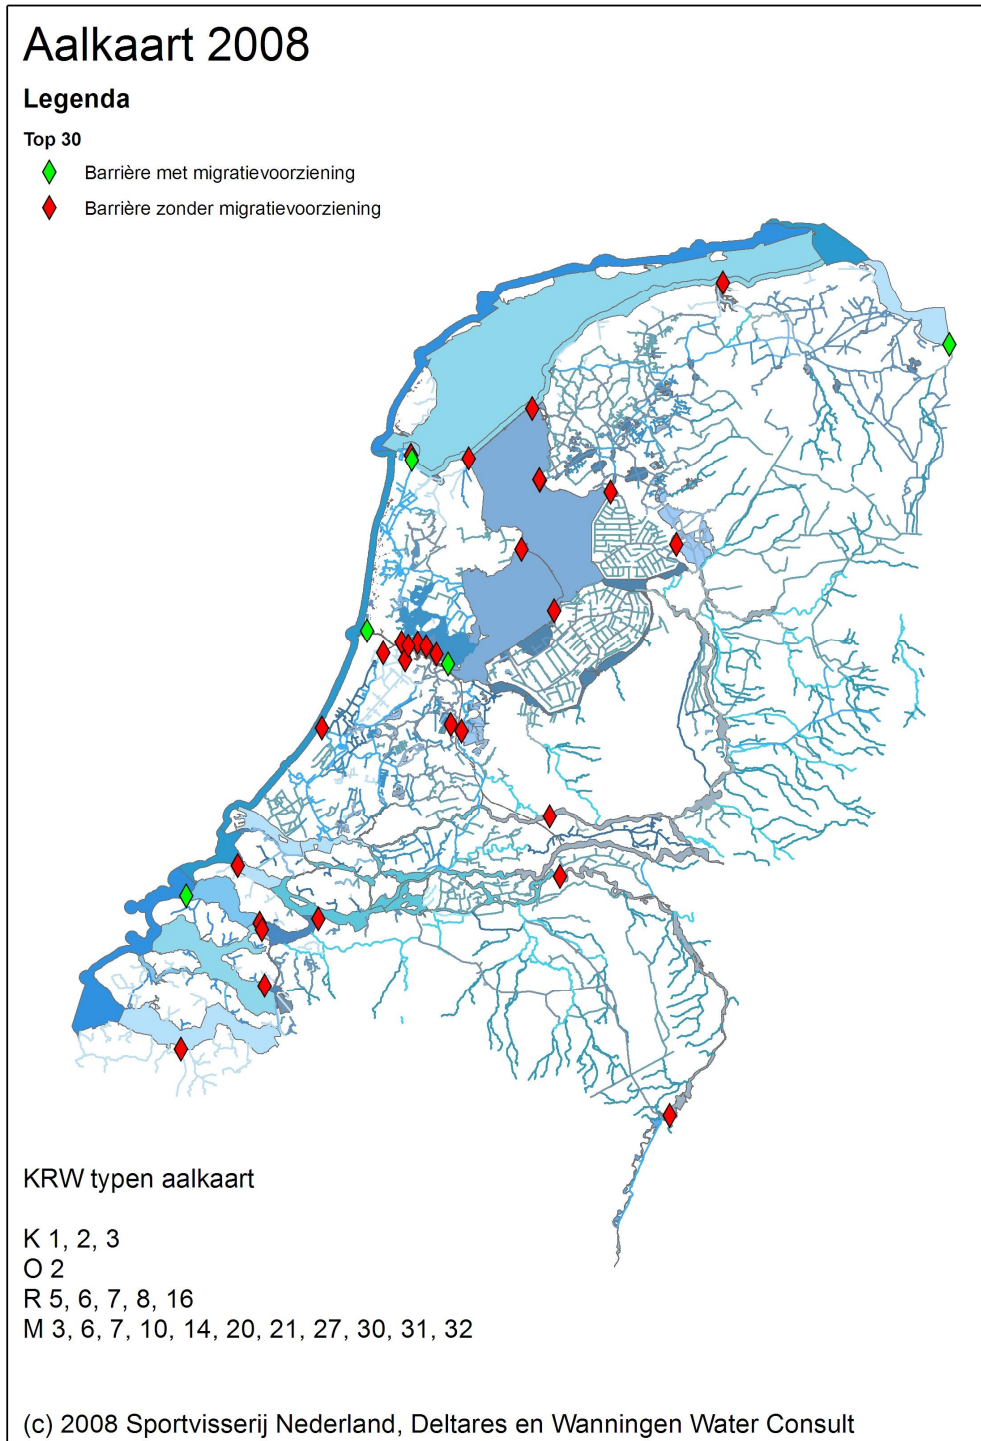 Aalkaart 2008
Legenda
Top 30
Barrière met migratievoorziening
Barrière zonder migratievoorziening
KRW typen aalkaart
K 1, 2, 3
O 2
R 5, 6, 7, 8, 16
M 3, 6, 7, 10, 14, 20, 21, 27, 30, 31, 32
(c) 2008 Sportvisserij Nederland, Deltares en Wanningen Water Consult